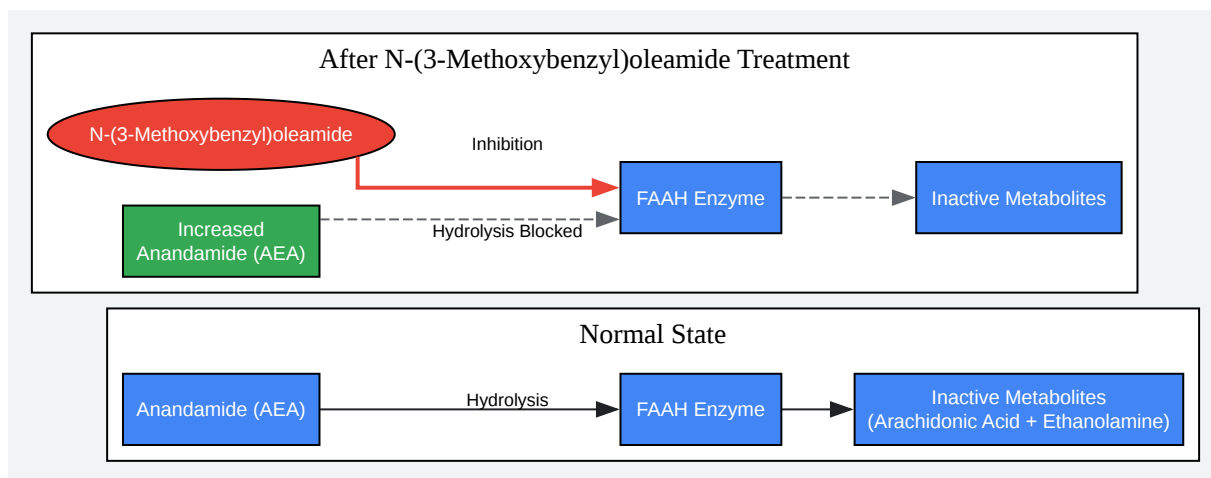 After N-(3-Methoxybenzyl)oleamide Treatment
N-(3-Methoxybenzyl)oleamide
Inhibition
FAAH Enzyme
Inactive Metabolites
Increased
Anandamide (AEA)
Hydrolysis Blocked
Normal State
Anandamide (AEA)
Hydrolysis
FAAH Enzyme
Inactive Metabolites
(Arachidonic Acid + Ethanolamine)